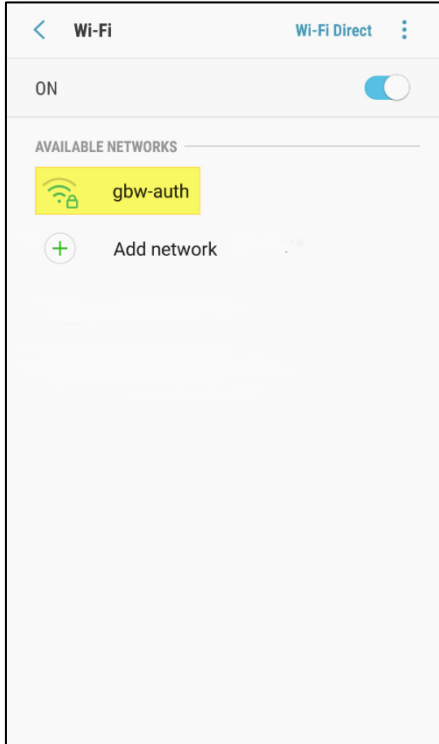 Wi-Fi Wi-Fi Direct
ON
AVAILABLE NETWORKS
gbw-auth
Add network